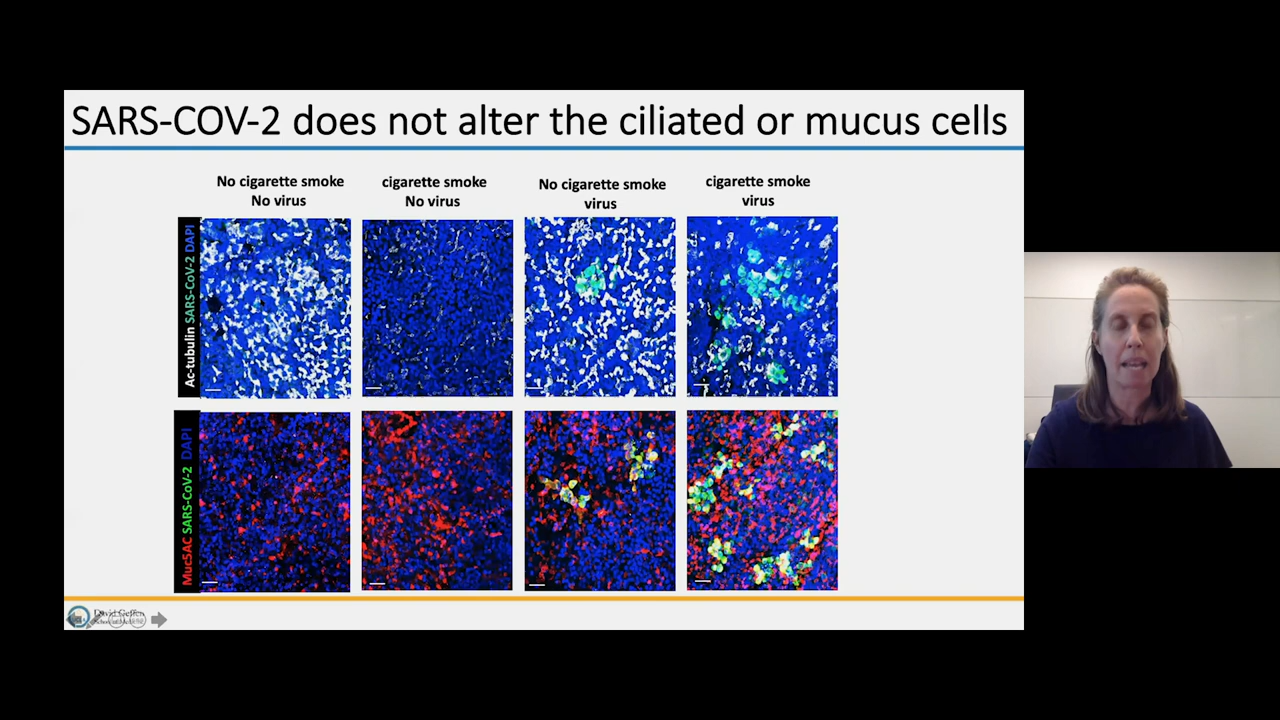 SARS-COV-2 does not alter the ciliated or mucus cells
No cigarette smoke
No virus
cigarette smoke
No virus
No cigarette smoke
virus
cigarette smoke
virus
Ac-tubulin SARS-CoV-2 DAPI
Muc5AC SARS-CoV-2 DAPI
David Geffen